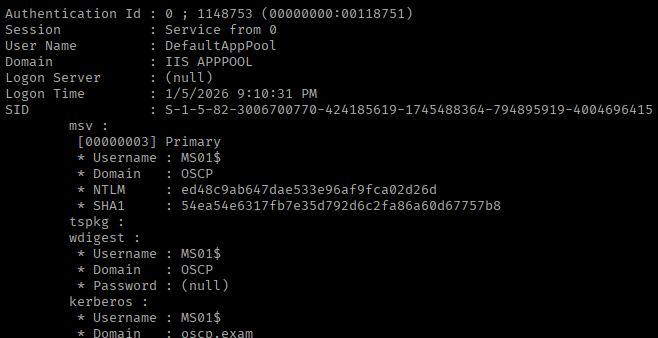 Authentication Id : 0 ; 1148753 (00000000:00118751)
Session           : Service from 0
User Name         : DefaultAppPool
Domain            : IIS APPPOOL
Logon Server      : (null)
Logon Time        : 1/5/2026 9:10:31 PM
SID               : S-1-5-82-3006700770-424185619-1745488364-794895919-4004696415
        msv :
         [00000003] Primary
         * Username : MS01$
         * Domain   : OSCP
         * NTLM     : ed48c9ab647dae533e96af9fca02d26d
         * SHA1     : 54ea54e6317fb7e35d792d6c2fa86a60d67757b8
        tspkg :
        wdigest :
         * Username : MS01$
         * Domain   : OSCP
         * Password : (null)
        kerberos :
         * Username : MS01$
         * Domain   : oscp.exam